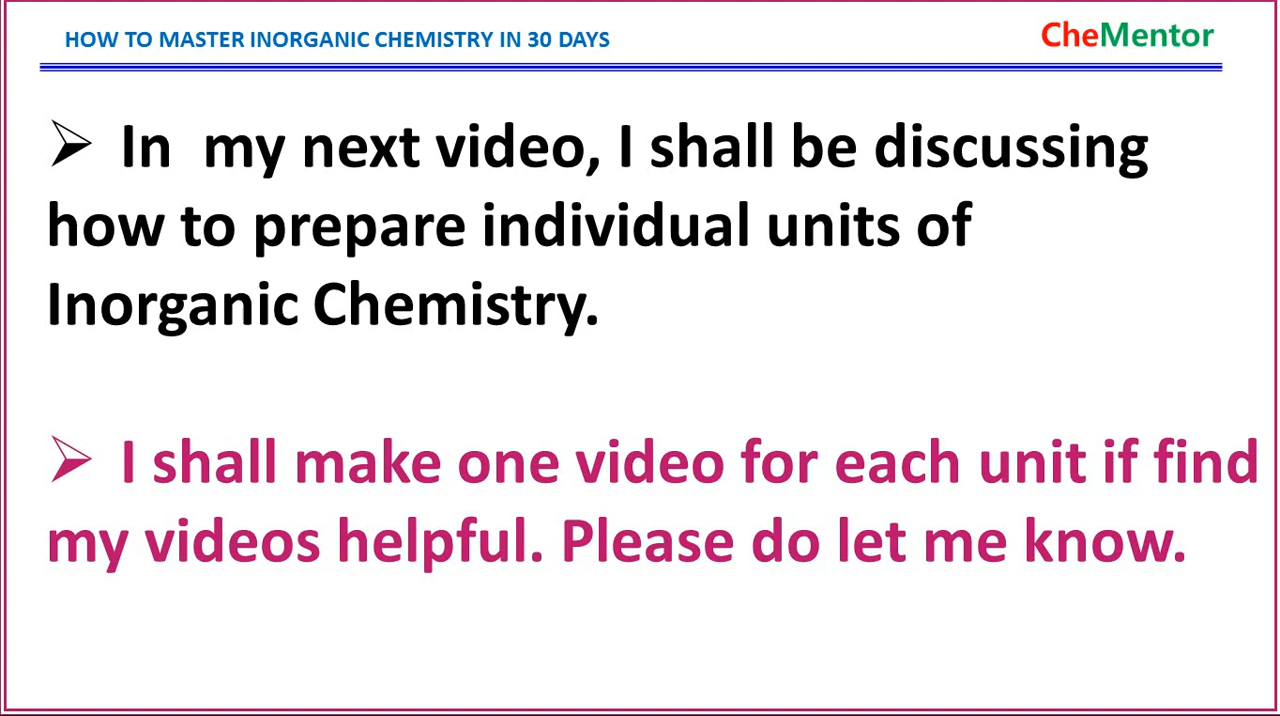 HOW TO MASTER INORGANIC CHEMISTRY IN 30 DAYS
CheMentor
In my next video, I shall be discussing
how to prepare individual units of
Inorganic Chemistry.
I shall make one video for each unit if find
my videos helpful. Please do let me know.